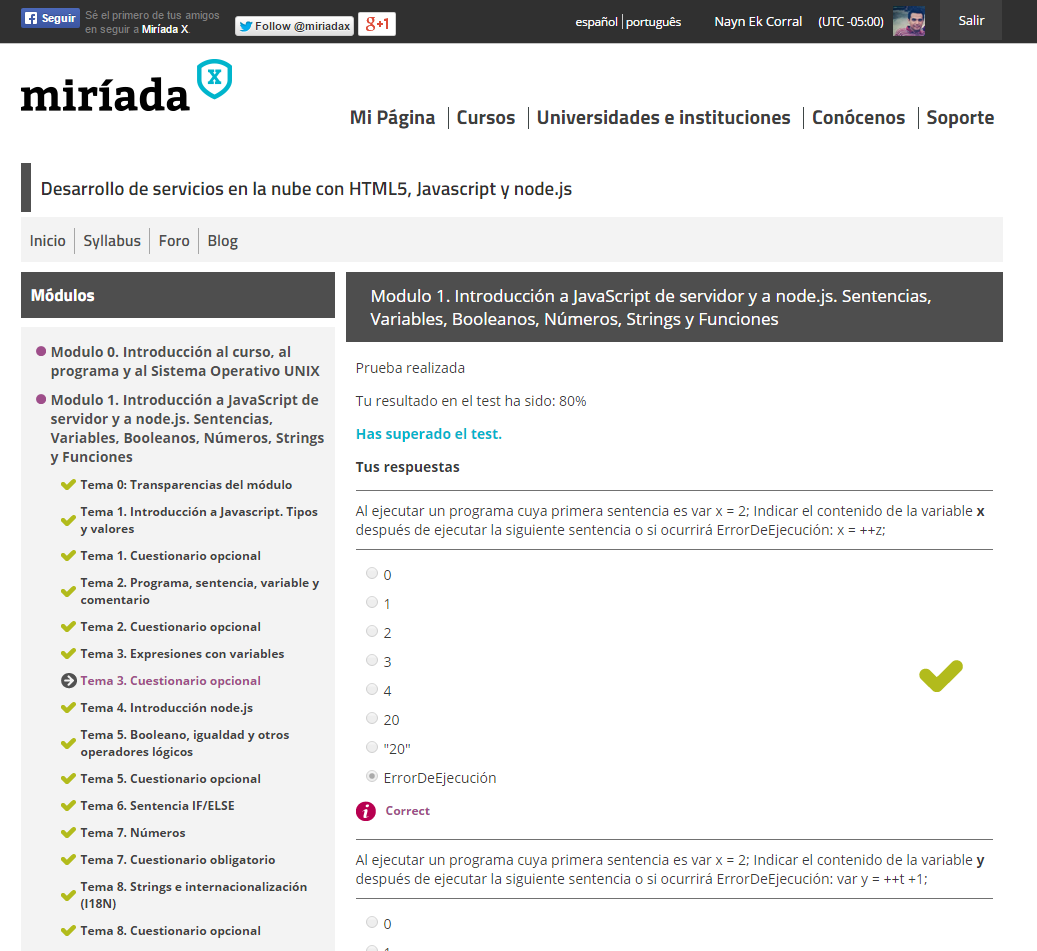 Seguir
Sé el primero de tus amigos
en seguir a Miríada X.
Follow @miriadax
g+1
español
português
Nayn Ek Corral
(UTC -05:00)
Salir
miríada
X
Mi Página
Cursos
Universidades e instituciones
Conócenos
Soporte
Desarrollo de servicios en la nube con HTML5, Javascript y node.js
Inicio
Syllabus
Foro
Blog
Módulos
Modulo 0. Introducción al curso, al
programa y al Sistema Operativo UNIX
Modulo 1. Introducción a JavaScript de
servidor y a node.js. Sentencias,
Variables, Booleanos, Números, Strings
y Funciones
Tema 0: Transparencias del módulo
Tema 1. Introducción a Javascript. Tipos
y valores
Tema 1. Cuestionario opcional
Tema 2. Programa, sentencia, variable y
comentario
Tema 2. Cuestionario opcional
Tema 3. Expresiones con variables
Tema 3. Cuestionario opcional
Tema 4. Introducción node.js
Tema 5. Booleano, igualdad y otros
operadores lógicos
Tema 5. Cuestionario opcional
Tema 6. Sentencia IF/ELSE
Tema 7. Números
Tema 7. Cuestionario obligatorio
Tema 8. Strings e internacionalización
(I18N)
Tema 8. Cuestionario opcional
Modulo 1. Introducción a JavaScript de servidor y a node.js. Sentencias,
Variables, Booleanos, Números, Strings y Funciones
Prueba realizada
Tu resultado en el test ha sido: 80%
Has superado el test.
Tus respuestas
Al ejecutar un programa cuya primera sentencia es var x = 2; Indicar el contenido de la variable x
después de ejecutar la siguiente sentencia o si ocurrirá ErrorDeEjecución: x = ++z;
0
1
2
3
4
20
"20"
ErrorDeEjecución
Correct
Al ejecutar un programa cuya primera sentencia es var x = 2; Indicar el contenido de la variable y
después de ejecutar la siguiente sentencia o si ocurrirá ErrorDeEjecución: var y = ++t +1;
0
1